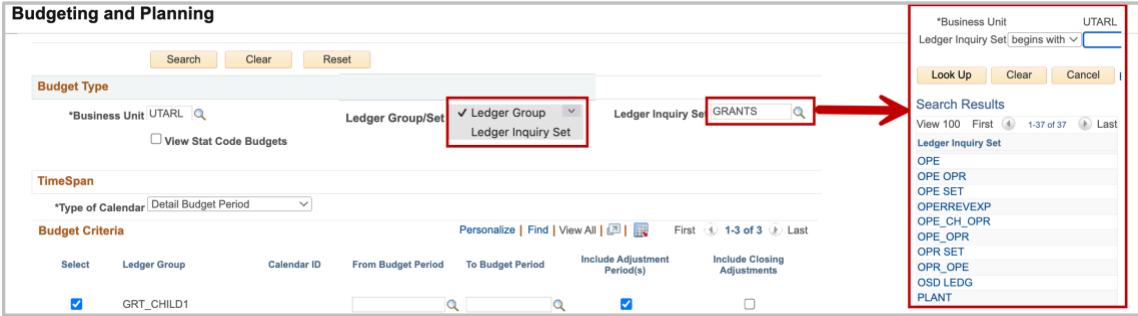 Budgeting and Planning
Search Clear Reset
Budget Type
*Business Unit UTARL
Ledger Group/Set ✓ Ledger Group
Ledger Inquiry Set
Ledger Inquiry Set GRANTS
View Stat Code Budgets
TimeSpan
*Type of Calendar Detail Budget Period
Budget Criteria
Personalize | Find | View All | First 1-3 of 3 Last
Select Ledger Group Calendar ID From Budget Period To Budget Period Include Adjustment Period(s) Include Closing Adjustments
GRT_CHILD1
*Business Unit UTARL
Ledger Inquiry Set begins with
Look Up Clear Cancel
Search Results
View 100 First 1-37 of 37 Last
Ledger Inquiry Set
OPE
OPE OPR
OPE SET
OPERREVEXP
OPE_CH_OPR
OPE_OPR
OPR SET
OPR_OPE
OSD LEDG
PLANT